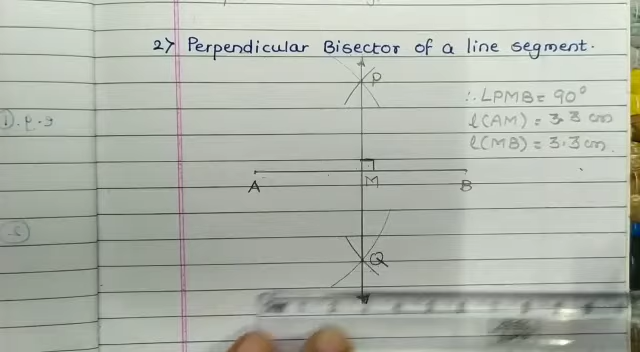 2) Perpendicular Bisector of a line segment.
P
∴ ∠PMB = 90°
l(AM) = 3.3 cm
l(MB) = 3.3 cm.
A M B
Q